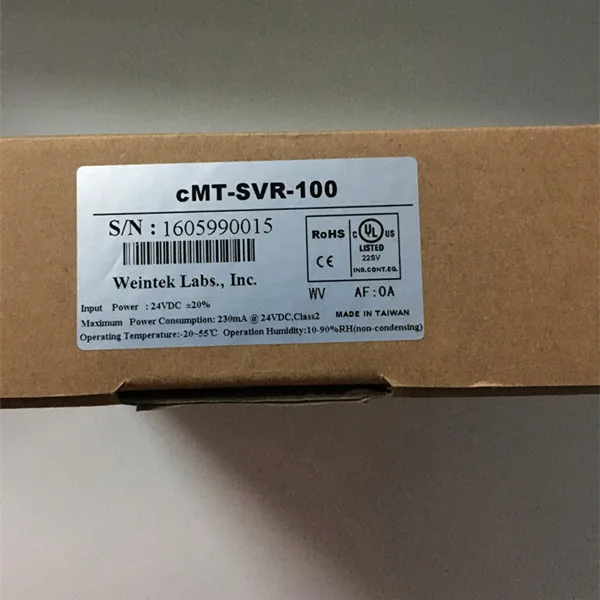 cMT-SVR-100
S/N : 1605990015
RoHS
CE
C UL US
LISTED
22SV
IND.CONT.EQ.
Weintek Labs., Inc.
WV AF:0A
Input Power : 24VDC ±20%
MADE IN TAIWAN
Maximum Power Consumption: 230mA @ 24VDC,Class2
Operating Temperature:-20~55℃ Operation Humidity:10-90%RH(non-condensing)